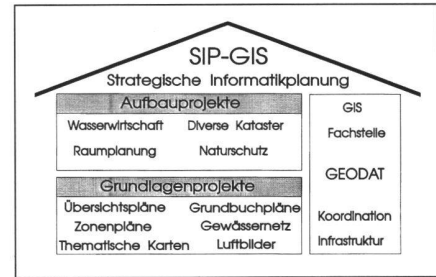 SIP-GIS
Strategische Informatikplanung
Aufbauprojekte
Wasserwirtschaft Diverse Kataster
Raumplanung Naturschutz
Grundlagenprojekte
Übersichtspläne Grundbuchpläne
Zonenpläne Gewässernetz
Thematische Karten Luftbilder
GIS
Fachstelle
GEODAT
Koordination
Infrastruktur